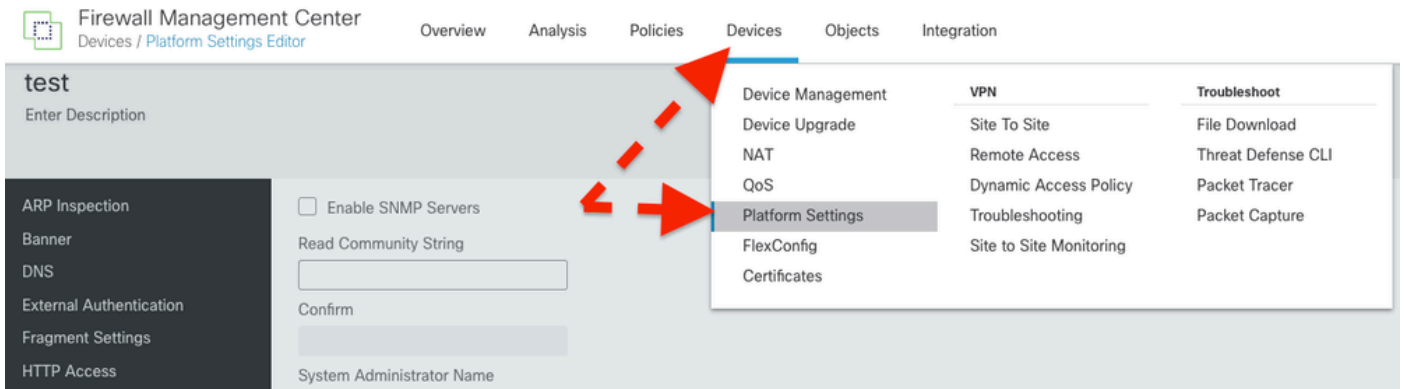 Firewall Management Center
Devices / Platform Settings Editor
Overview Analysis Policies Devices Objects Integration
test
Enter Description
Device Management
Device Upgrade
NAT
QoS
Platform Settings
FlexConfig
Certificates
VPN
Site To Site
Remote Access
Dynamic Access Policy
Troubleshooting
Site to Site Monitoring
Troubleshoot
File Download
Threat Defense CLI
Packet Tracer
Packet Capture
ARP Inspection
Banner
DNS
External Authentication
Fragment Settings
HTTP Access
Enable SNMP Servers
Read Community String
Confirm
System Administrator Name